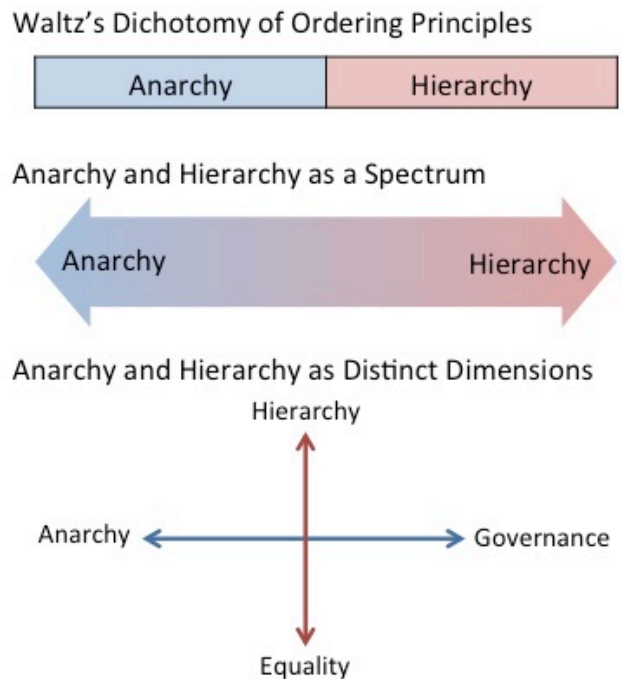 Waltz's Dichotomy of Ordering Principles
Anarchy Hierarchy
Anarchy and Hierarchy as a Spectrum
Anarchy Hierarchy
Anarchy and Hierarchy as Distinct Dimensions
Hierarchy
Anarchy Governance
Equality